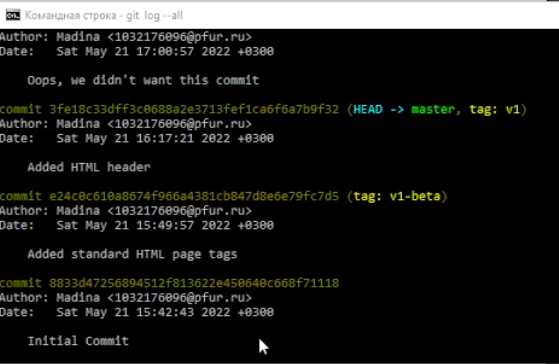 Командная строка - git log --all
Author: Madina <1032176096@pfur.ru>
Date:   Sat May 21 17:00:57 2022 +0300
Oops, we didn't want this commit
commit 3fe18c33dff3c0688a2e3713fef1ca6f6a7b9f32 (HEAD -> master, tag: v1)
Author: Madina <1032176096@pfur.ru>
Date:   Sat May 21 16:17:21 2022 +0300
Added HTML header
commit e24c0c610a8674f966a4381cb847d8e6e79fc7d5 (tag: v1-beta)
Author: Madina <1032176096@pfur.ru>
Date:   Sat May 21 15:49:57 2022 +0300
Added standard HTML page tags
commit 8833d47256894512f813622e450640c668f71118
Author: Madina <1032176096@pfur.ru>
Date:   Sat May 21 15:42:43 2022 +0300
Initial Commit